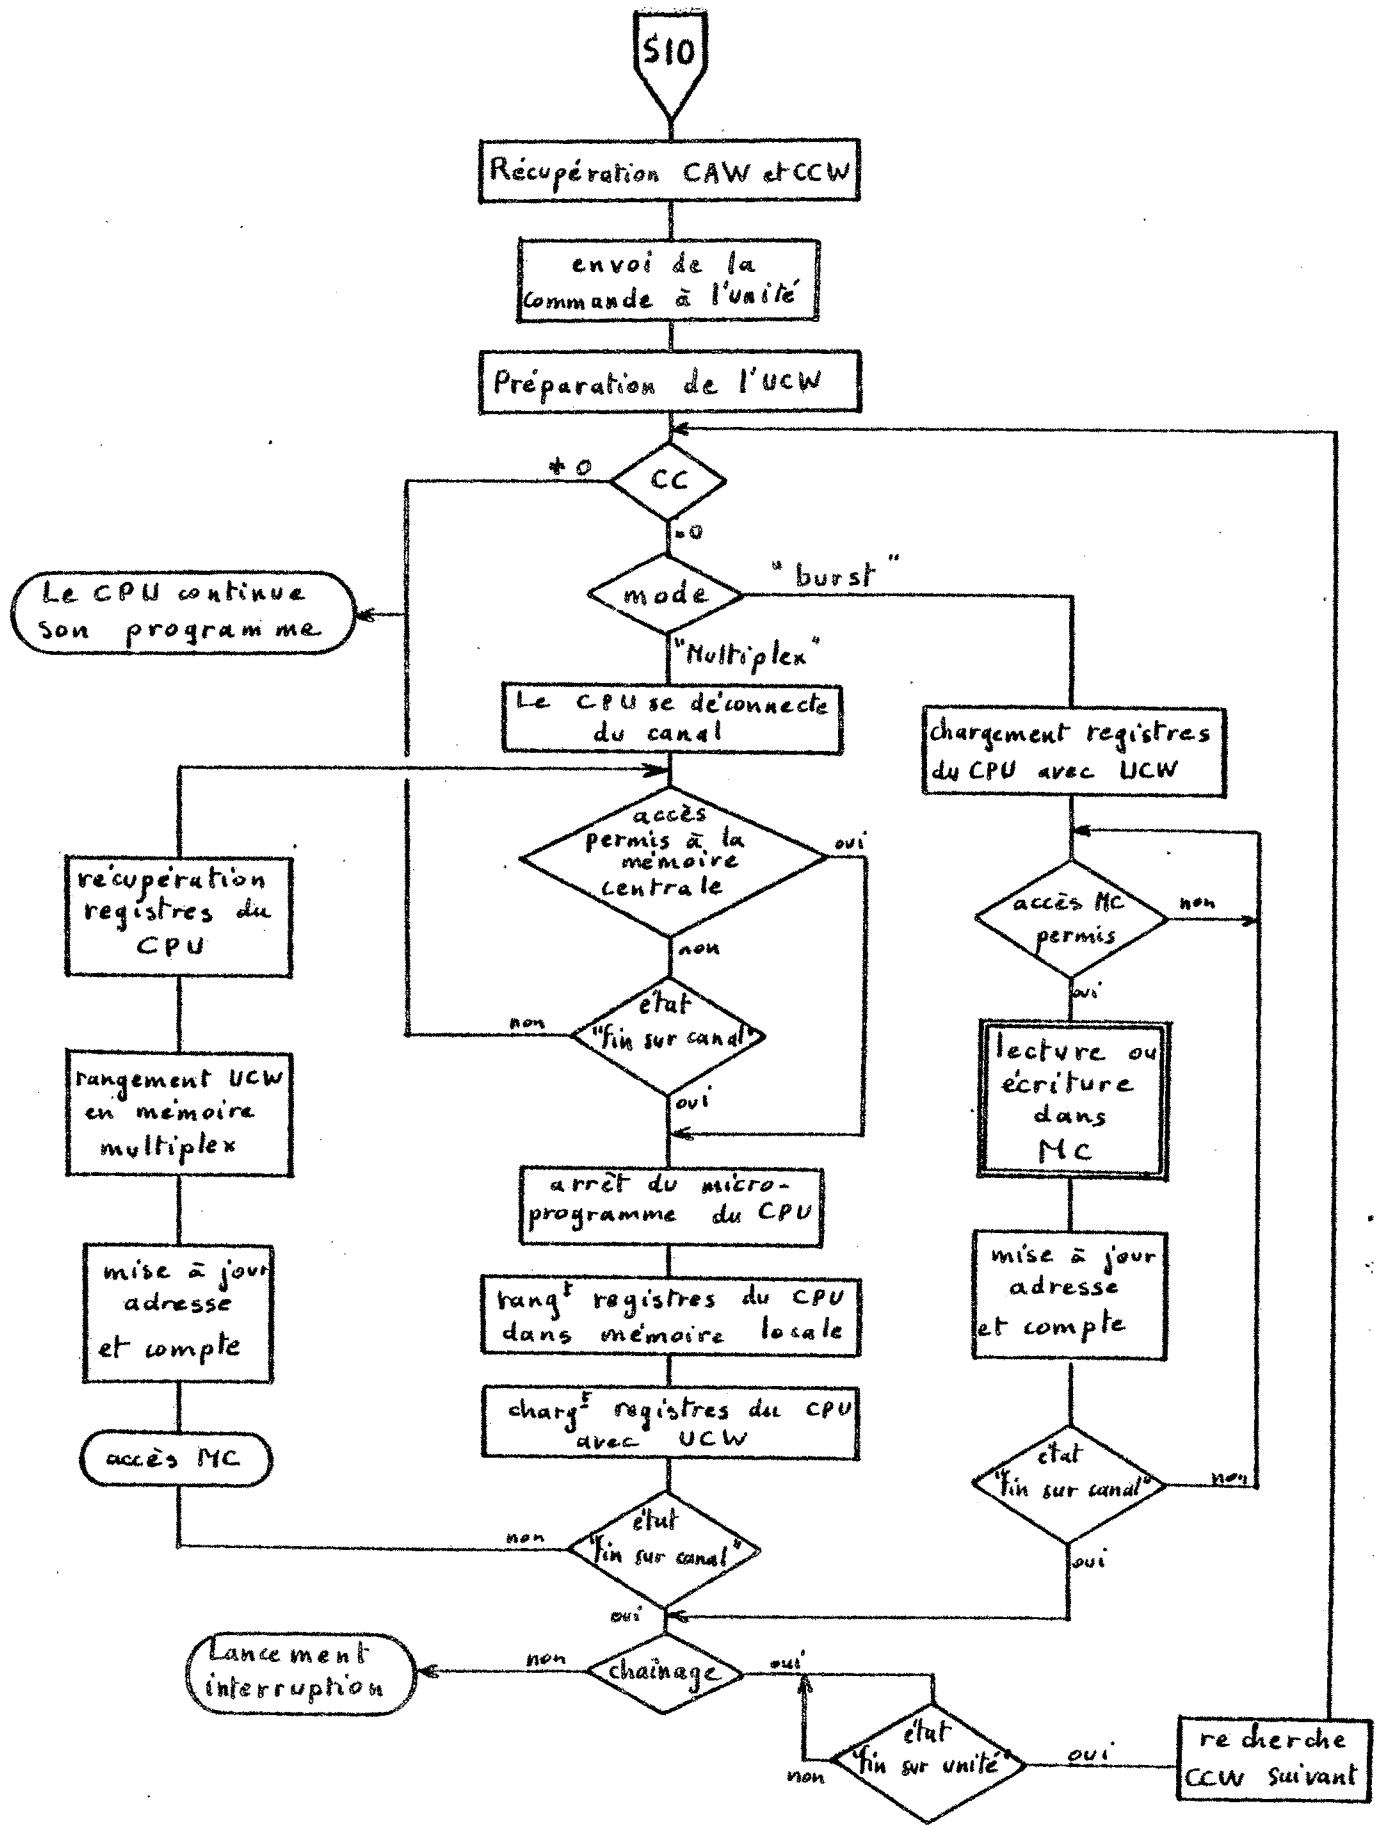 SIO
Récupération CAW et CCW
envoi de la
commande à l'unité
Préparation de l'UCW
CC
≠ 0
= 0
mode
"burst"
"Multiplex"
Le CPU continue
son programme
Le CPU se déconnecte
du canal
chargement registres
du CPU avec UCW
accès
permis à la
mémoire
centrale
oui
non
état
"fin sur canal"
non
oui
accès MC
permis
non
oui
lecture ou
écriture
dans
MC
récupération
registres du
CPU
rangement UCW
en mémoire
multiplex
mise à jour
adresse
et compte
accès MC
arrêt du micro-
programme du CPU
rangt registres du CPU
dans mémoire locale
chargt registres du CPU
avec UCW
mise à jour
adresse
et compte
état
"fin sur canal"
non
oui
état
"fin sur canal"
non
oui
Lancement
interruption
non
chaînage
oui
état
"fin sur unité"
non
oui
recherche
CCW suivant